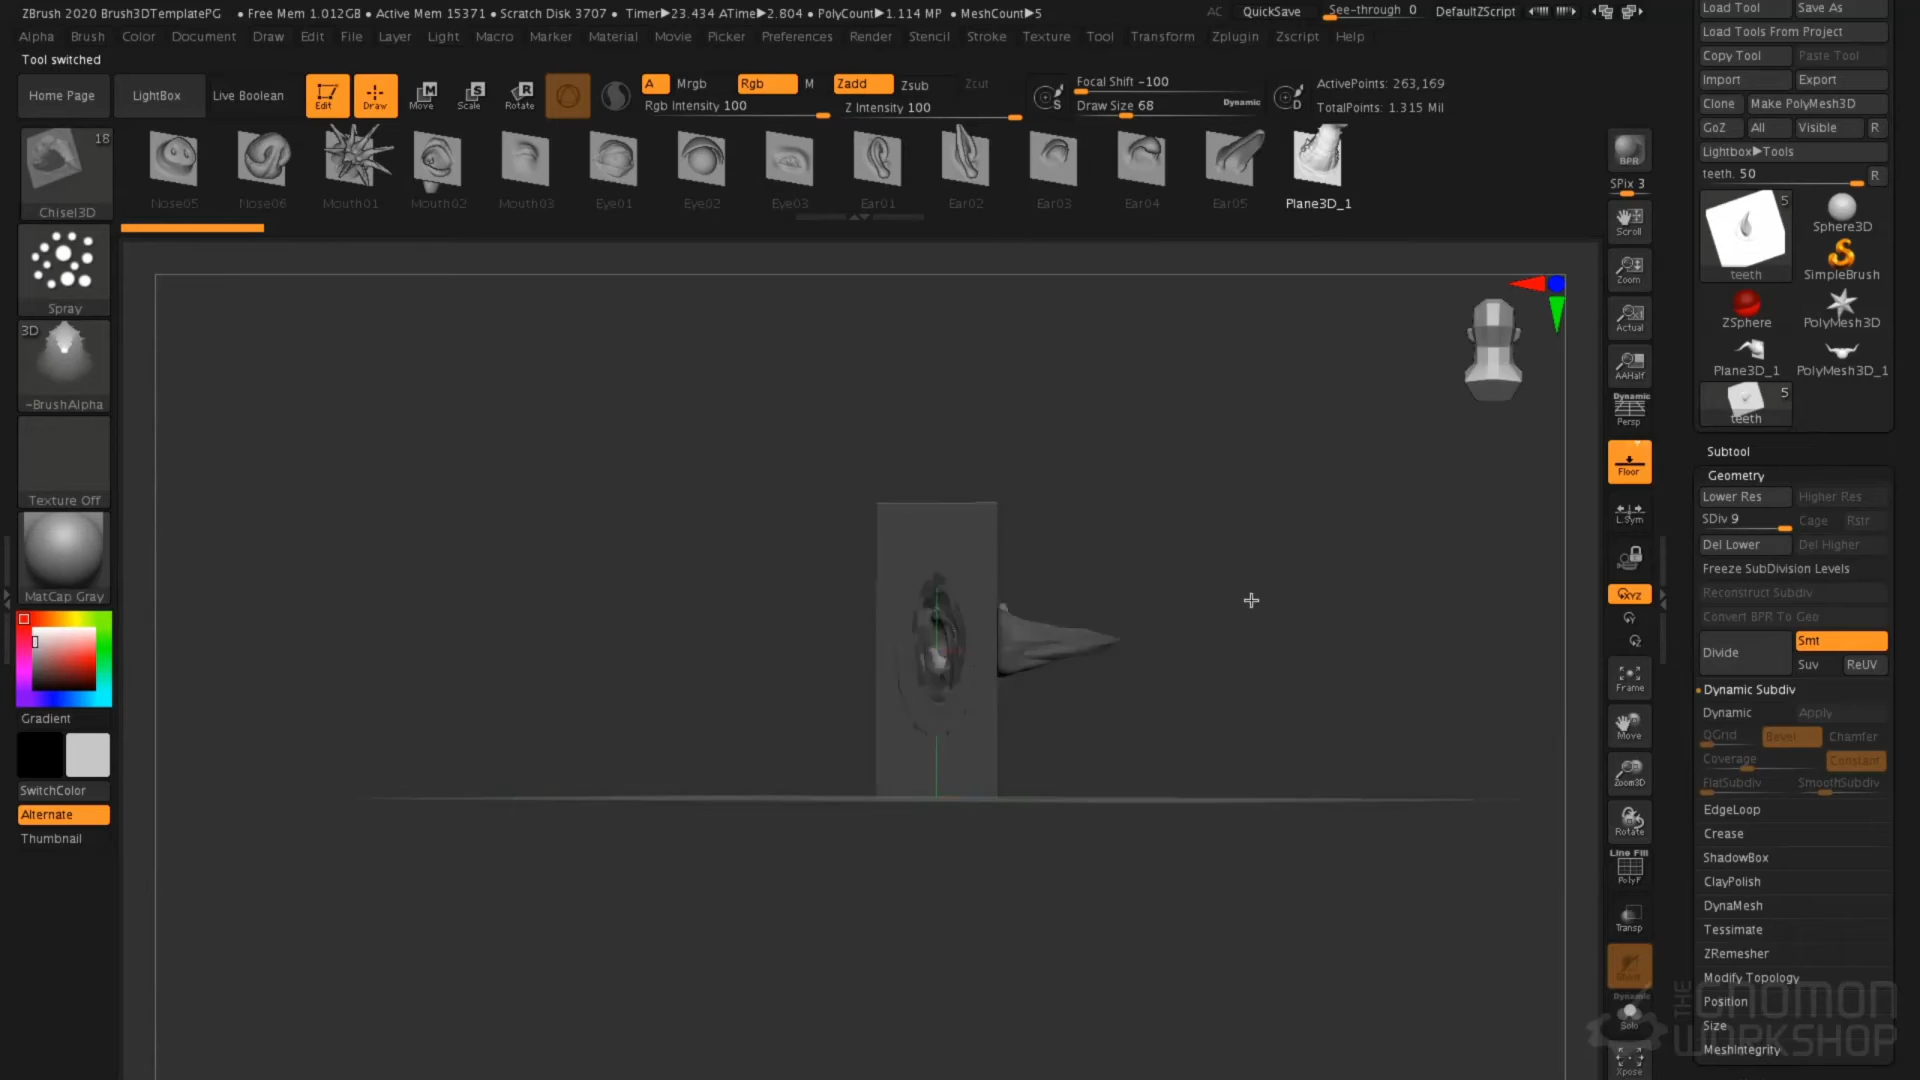 ZBrush 2020 Brush3DTemplatePG • Free Mem 1.012GB • Active Mem 15371 • Scratch Disk 3707 • Timer▶23.434 ATime▶2.804 • PolyCount▶1.114 MP • MeshCount▶5
AC QuickSave See-through 0 DefaultZScript
Alpha Brush Color Document Draw Edit File Layer Light Macro Marker Material Movie Picker Preferences Render Stencil Stroke Texture Tool Transform Zplugin Zscript Help
Tool switched
Home Page LightBox Live Boolean Edit Draw Move Scale Rotate
A Mrgb Rgb M Zadd Zsub Zcut
Rgb Intensity 100 Z Intensity 100
Focal Shift -100
Draw Size 68 Dynamic
ActivePoints: 263,169
TotalPoints: 1.315 Mil
18
Chisel3D
Nose05 Nose06 Mouth01 Mouth02 Mouth03 Eye01 Eye02 Eye03 Ear01 Ear02 Ear03 Ear04 Ear05 Plane3D_1
Spray
3D
~BrushAlpha
Texture Off
MatCap Gray
Gradient
SwitchColor
Alternate
Thumbnail
BPR
SPix 3
Scroll
Zoom
Actual
AAHalf
Dynamic
Persp
Floor
L.Sym
XYZ
Frame
Move
Zoom3D
Rotate
Line Fill
PolyF
Transp
Ghost
Dynamic
Solo
Xpose
Load Tool Save As
Load Tools From Project
Copy Tool Paste Tool
Import Export
Clone Make PolyMesh3D
GoZ All Visible R
Lightbox▶Tools
teeth. 50 R
5
teeth Sphere3D
SimpleBrush
ZSphere PolyMesh3D
Plane3D_1 PolyMesh3D_1
5
teeth
Subtool
Geometry
Lower Res Higher Res
SDiv 9 Cage Rstr
Del Lower Del Higher
Freeze SubDivision Levels
Reconstruct Subdiv
Convert BPR To Geo
Divide Smt
Suv ReUV
Dynamic Subdiv
Dynamic Apply
QGrid Bevel Chamfer
Coverage Constant
FlatSubdiv SmoothSubdiv
EdgeLoop
Crease
ShadowBox
ClayPolish
DynaMesh
Tessimate
ZRemesher
Modify Topology
Position
Size
MeshIntegrity
THE GNOMON WORKSHOP